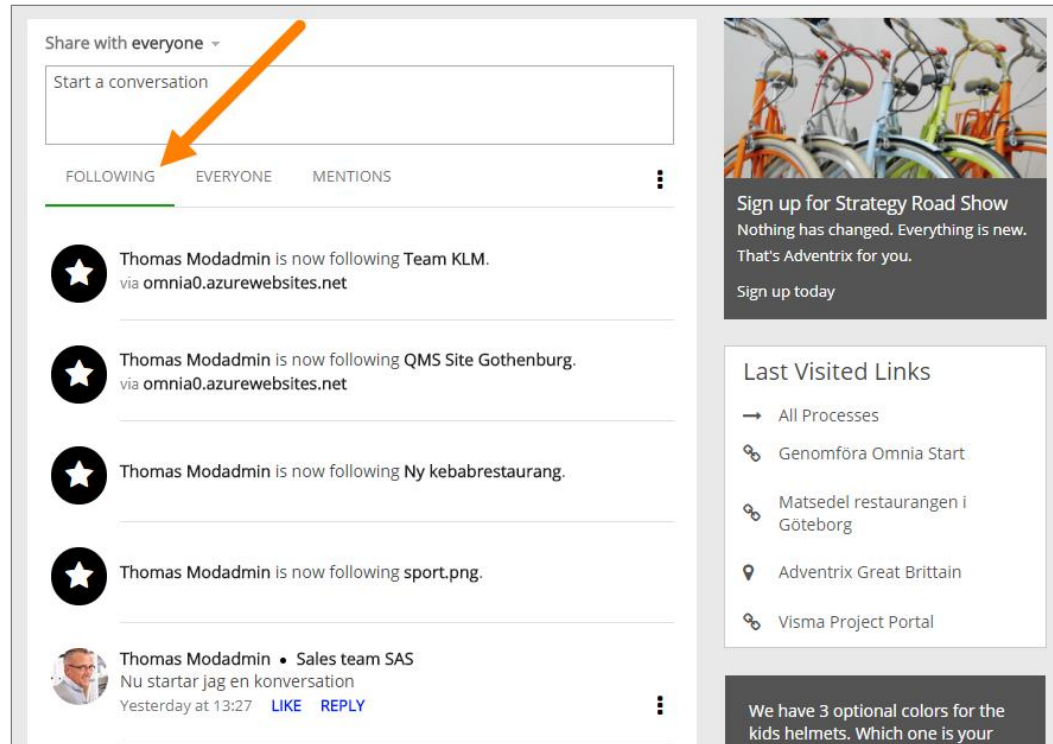 Share with everyone
Start a conversation
FOLLOWING EVERYONE MENTIONS
Thomas Modadmin is now following Team KLM.
via omnia0.azurewebsites.net
Thomas Modadmin is now following QMS Site Gothenburg.
via omnia0.azurewebsites.net
Thomas Modadmin is now following Ny kebabrestaurang.
Thomas Modadmin is now following sport.png.
Thomas Modadmin • Sales team SAS
Nu startar jag en konversation
Yesterday at 13:27 LIKE REPLY
Sign up for Strategy Road Show
Nothing has changed. Everything is new.
That's Adventrix for you.
Sign up today
Last Visited Links
All Processes
Genomföra Omnia Start
Matsedel restaurangen i
Göteborg
Adventrix Great Brittain
Visma Project Portal
We have 3 optional colors for the
kids helmets. Which one is your